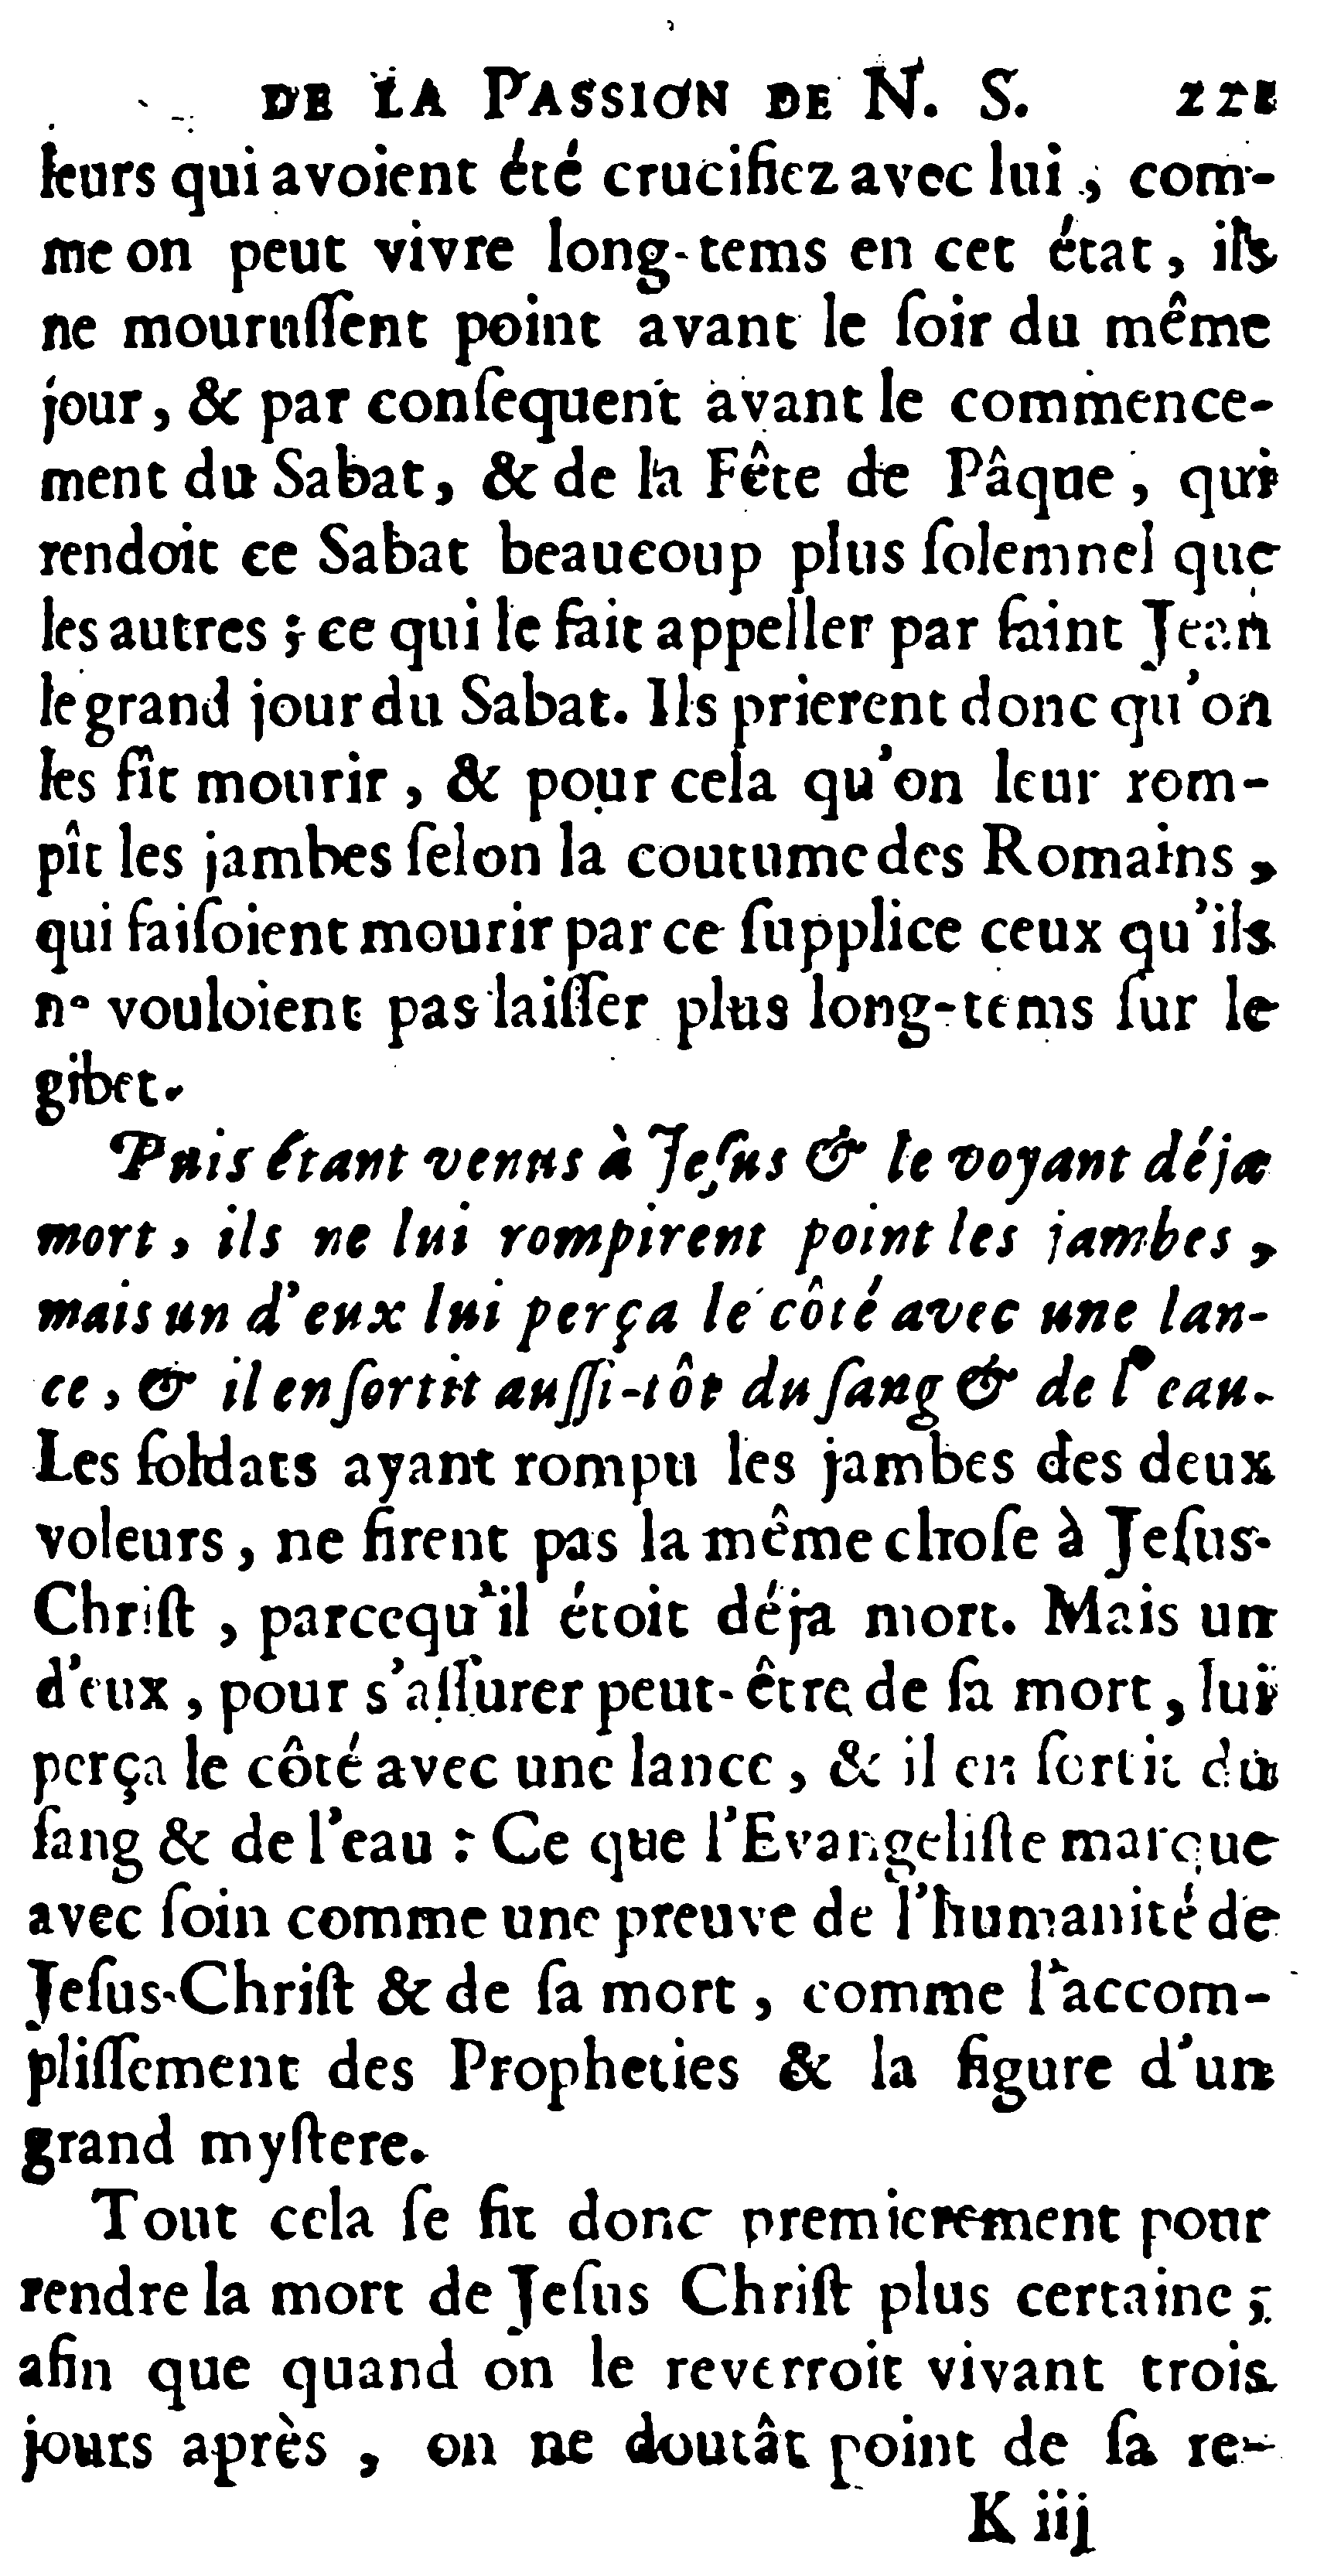 DE LA PASSION DE N. S. 221
leurs qui avoient été crucifiez avec lui, com-
me on peut vivre long-tems en cet état, ils
ne mouruſſent point avant le ſoir du même
jour, & par conſequent avant le commence-
ment du Sabat, & de la Fête de Pâque, qui
rendoit ce Sabat beaucoup plus ſolemnel que
les autres; ce qui le fait appeller par ſaint Jean
le grand jour du Sabat. Ils prierent donc qu'on
les fît mourir, & pour cela qu'on leur rom-
pît les jambes ſelon la coutume des Romains,
qui faiſoient mourir par ce ſupplice ceux qu'ils
ne vouloient pas laiſſer plus long-tems ſur le
gibet.
Puis étant venus à Jeſus & le voyant déja
mort, ils ne lui rompirent point les jambes,
mais un d'eux lui perça le côté avec une lan-
ce, & il en ſortit auſſi-tôt du ſang & de l'eau.
Les ſoldats ayant rompu les jambes des deux
voleurs, ne firent pas la même choſe à Jeſus-
Chriſt, parcequ'il étoit déja mort. Mais un
d'eux, pour s'aſſurer peut-être de ſa mort, lui
perça le côté avec une lance, & il en ſortit du
ſang & de l'eau: Ce que l'Evangeliſte marque
avec ſoin comme une preuve de l'humanité de
Jeſus-Chriſt & de ſa mort, comme l'accom-
pliſſement des Propheties & la figure d'un
grand myſtere.
Tout cela ſe fit donc premierement pour
rendre la mort de Jeſus Chriſt plus certaine;
afin que quand on le reverroit vivant trois
jours après, on ne doutât point de ſa re-
K iij